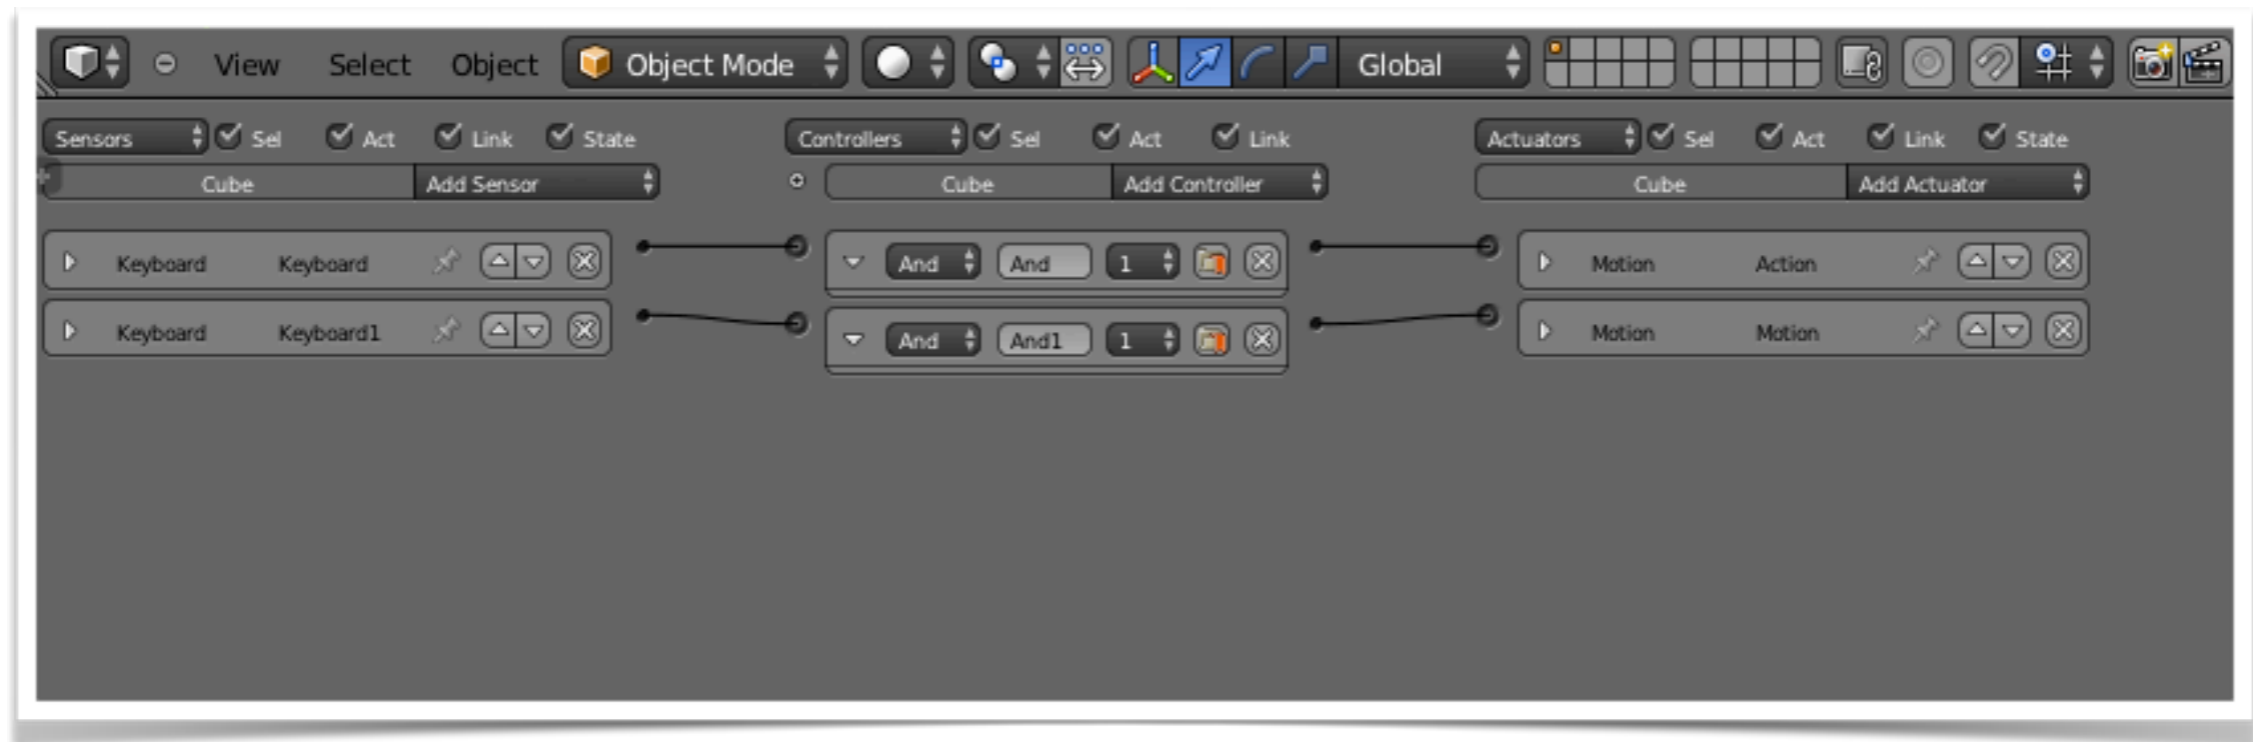 View Select Object Object Mode Global
Sensors Sel Act Link State Controllers Sel Act Link Actuators Sel Act Link State
Cube Add Sensor Cube Add Controller Cube Add Actuator
Keyboard Keyboard And And 1 Motion Action
Keyboard Keyboard1 And And1 1 Motion Motion